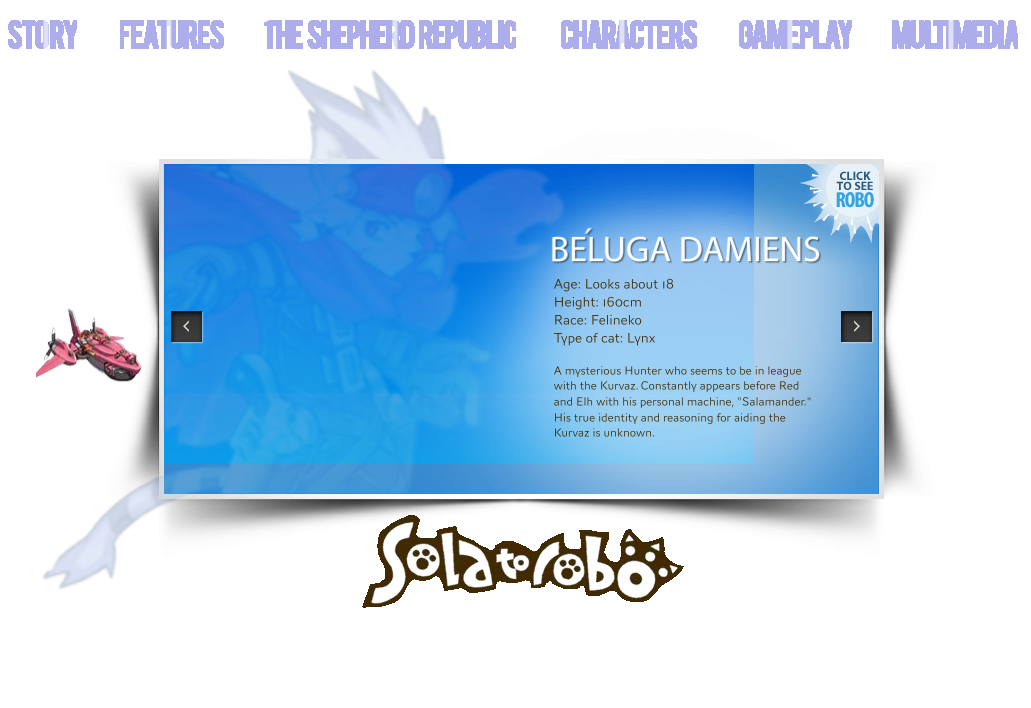 STORY FEATURES THE SHEPHERD REPUBLIC CHARACTERS GAMEPLAY MULTIMEDIA
CLICK
TO SEE
ROBO
BÉLUGA DAMIENS
Age: Looks about 18
Height: 160cm
Race: Felineko
Type of cat: Lynx
A mysterious Hunter who seems to be in league
with the Kurvaz. Constantly appears before Red
and Elh with his personal machine, "Salamander."
His true identity and reasoning for aiding the
Kurvaz is unknown.
Solatorobo